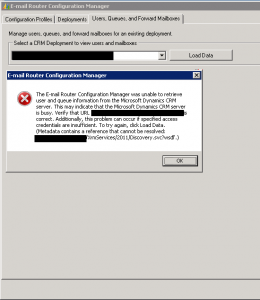 E-mail Router Configuration Manager
Configuration Profiles
Deployments
Users, Queues, and Forward Mailboxes
Manage users, queues, and forward mailboxes for an existing deployment.
Select a CRM Deployment to view users and mailboxes
Load Data
E-mail Router Configuration Manager
The E-mail Router Configuration Manager was unable to retrieve
user and queue information from the Microsoft Dynamics CRM
server. This may indicate that the Microsoft Dynamics CRM server
is busy. Verify that URL is
correct. Additionally, this problem can occur if specified access
credentials are insufficient. To try again, click Load Data.
(Metadata contains a reference that cannot be resolved:
/XrmServices/2011/Discovery.svc?wsdf.)
OK